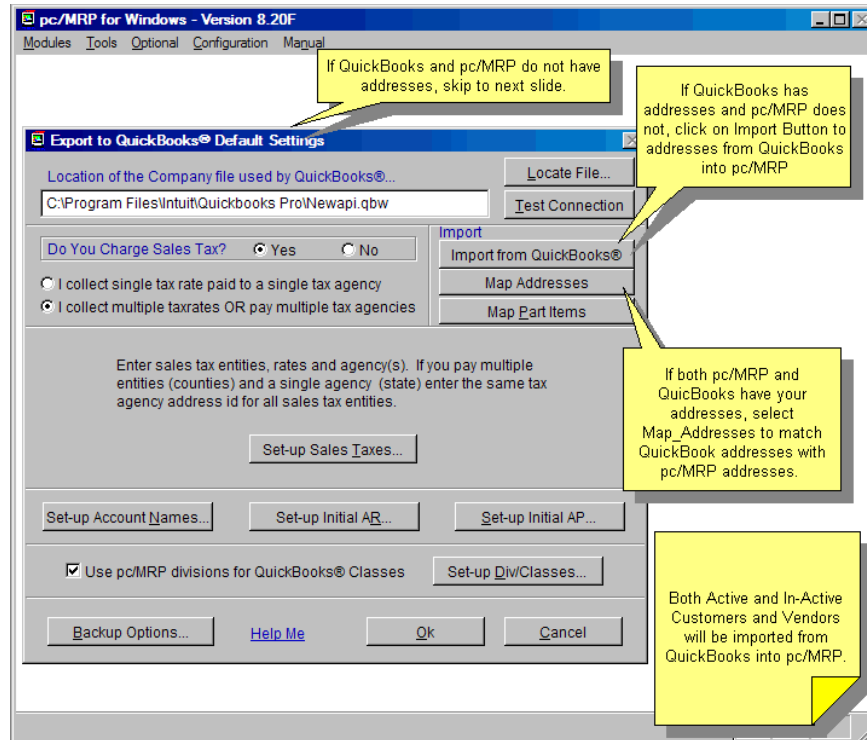 pc/MRP for Windows - Version 8.20F
Modules Tools Optional Configuration Manual
If QuickBooks and pc/MRP do not have
addresses, skip to next slide.
If QuickBooks has
addresses and pc/MRP does
not, click on Import Button to
addresses from QuickBooks
into pc/MRP
Export to QuickBooks® Default Settings
Location of the Company file used by QuickBooks®...
Locate File...
C:\Program Files\Intuit\Quickbooks Pro\Newapi.qbw
Test Connection
Do You Charge Sales Tax? Yes No
Import
Import from QuickBooks®
I collect single tax rate paid to a single tax agency
Map Addresses
I collect multiple taxrates OR pay multiple tax agencies
Map Part Items
Enter sales tax entities, rates and agency(s). If you pay multiple
entities (counties) and a single agency (state) enter the same tax
agency address id for all sales tax entities.
If both pc/MRP and
QuicBooks have your
addresses, select
Map_Addresses to match
QuickBook addresses with
pc/MRP addresses.
Set-up Sales Taxes...
Set-up Account Names... Set-up Initial AR... Set-up Initial AP...
Use pc/MRP divisions for QuickBooks® Classes Set-up Div/Classes...
Both Active and In-Active
Customers and Vendors
will be imported from
QuickBooks into pc/MRP.
Backup Options... Help Me Ok Cancel